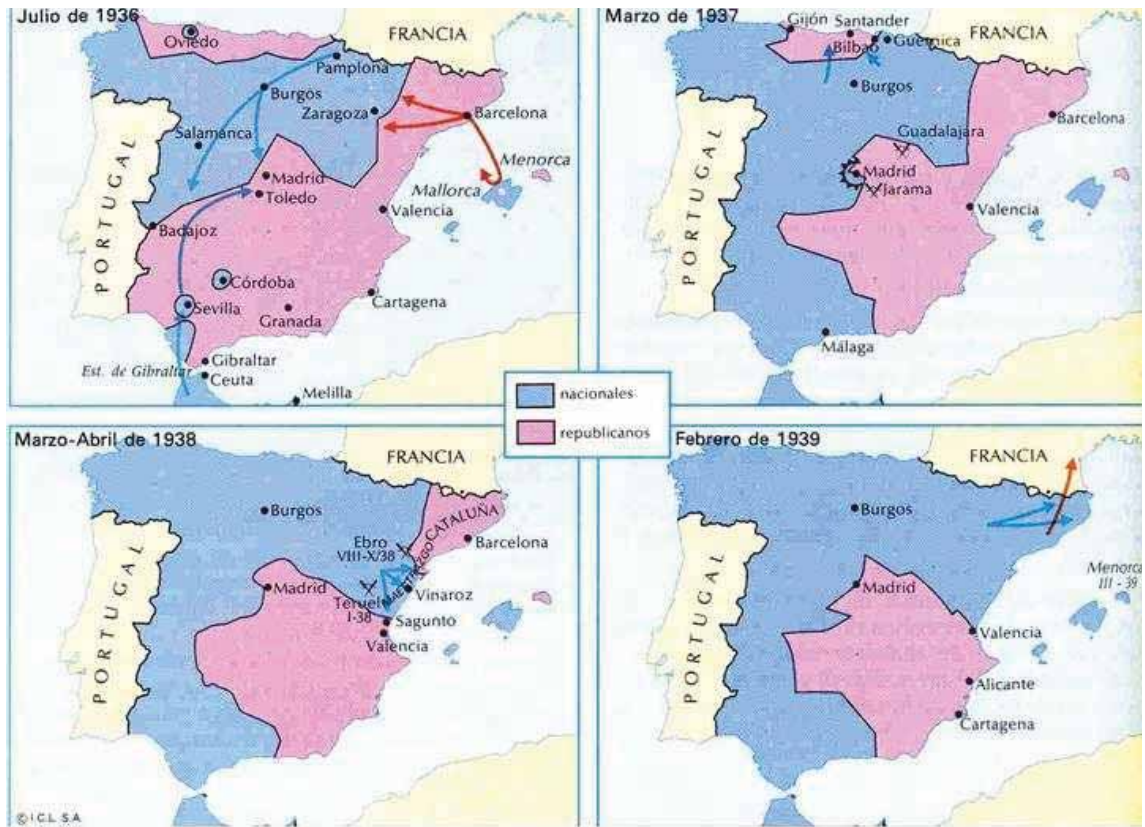 Julio de 1936
Oviedo
FRANCIA
Pamplona
Burgos
Zaragoza
Barcelona
Salamanca
Menorca
Madrid
Mallorca
Toledo
PORTUGAL
Valencia
Badajoz
Córdoba
Sevilla
Cartagena
Granada
Gibraltar
Est. de Gibraltar
Ceuta
Melilla
Marzo de 1937
Gijón
Santander
FRANCIA
Bilbao
Guernica
Burgos
Barcelona
Guadalajara
Madrid
Jarama
PORTUGAL
Valencia
Málaga
nacionales
republicanos
Marzo-Abril de 1938
FRANCIA
Burgos
CATALUÑA
Ebro
VIII-X/38
Barcelona
MAESTRAZGO
Madrid
Teruel
I-38
Vinaroz
Sagunto
Valencia
PORTUGAL
© I.C.L. S.A
Febrero de 1939
FRANCIA
Burgos
Menorca
III - 39
Madrid
PORTUGAL
Valencia
Alicante
Cartagena